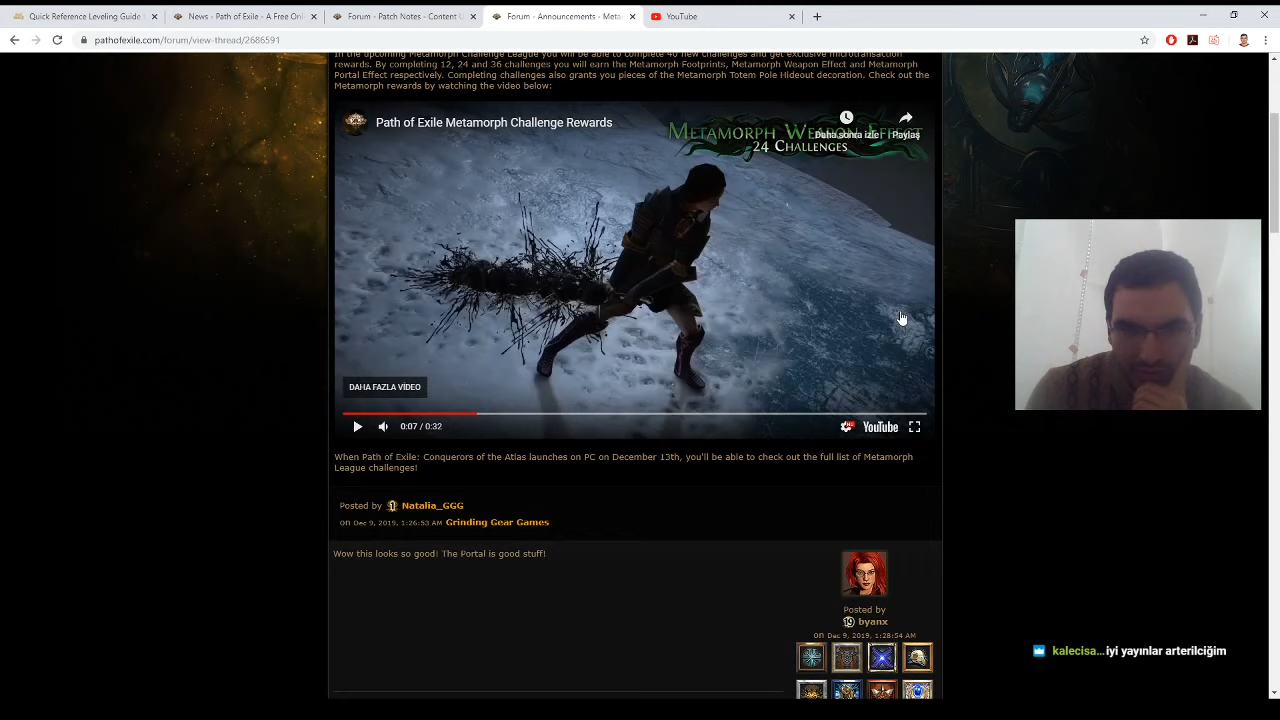 Quick Reference Leveling Guide
News - Path of Exile - A Free Onl
Forum - Patch Notes - Content U
Forum - Announcements - Meta
YouTube
pathofexile.com/forum/view-thread/2686591
In the upcoming Metamorph Challenge League you will be able to complete 40 new challenges and get exclusive microtransaction
rewards. By completing 12, 24 and 36 challenges you will earn the Metamorph Footprints, Metamorph Weapon Effect and Metamorph
Portal Effect respectively. Completing challenges also grants you pieces of the Metamorph Totem Pole Hideout decoration. Check out the
Metamorph rewards by watching the video below:
Path of Exile Metamorph Challenge Rewards
Metamorph Weapon Effect
24 Challenges
Daha sonra izle
Paylaş
DAHA FAZLA VİDEO
0:07 / 0:32
YouTube
When Path of Exile: Conquerors of the Atlas launches on PC on December 13th, you'll be able to check out the full list of Metamorph
League challenges!
Posted by Natalia_GGG
on Dec 9, 2019, 1:26:53 AM Grinding Gear Games
Wow this looks so good! The Portal is good stuff!
Posted by
19 byanx
on Dec 9, 2019, 1:28:54 AM
kalecisa... iyi yayınlar arterilciğim